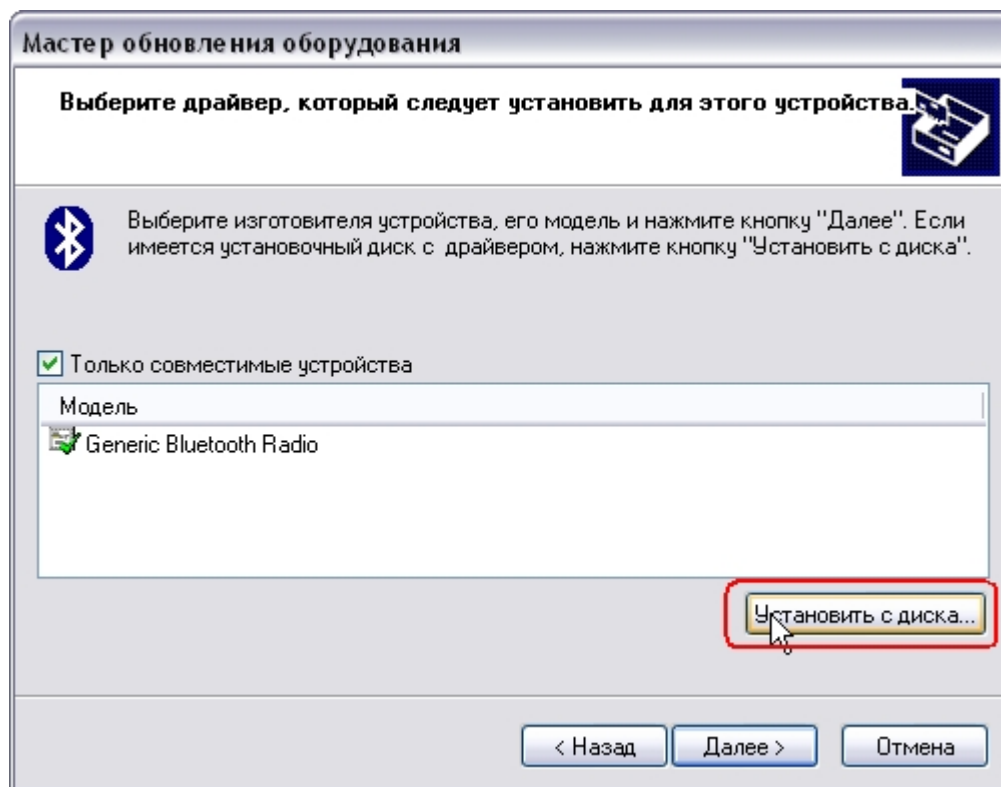 Мастер обновления оборудования
Выберите драйвер, который следует установить для этого устройства.
Выберите изготовителя устройства, его модель и нажмите кнопку "Далее". Если
имеется установочный диск с драйвером, нажмите кнопку "Установить с диска".
Только совместимые устройства
Модель
Generic Bluetooth Radio
Установить с диска...
< Назад
Далее >
Отмена